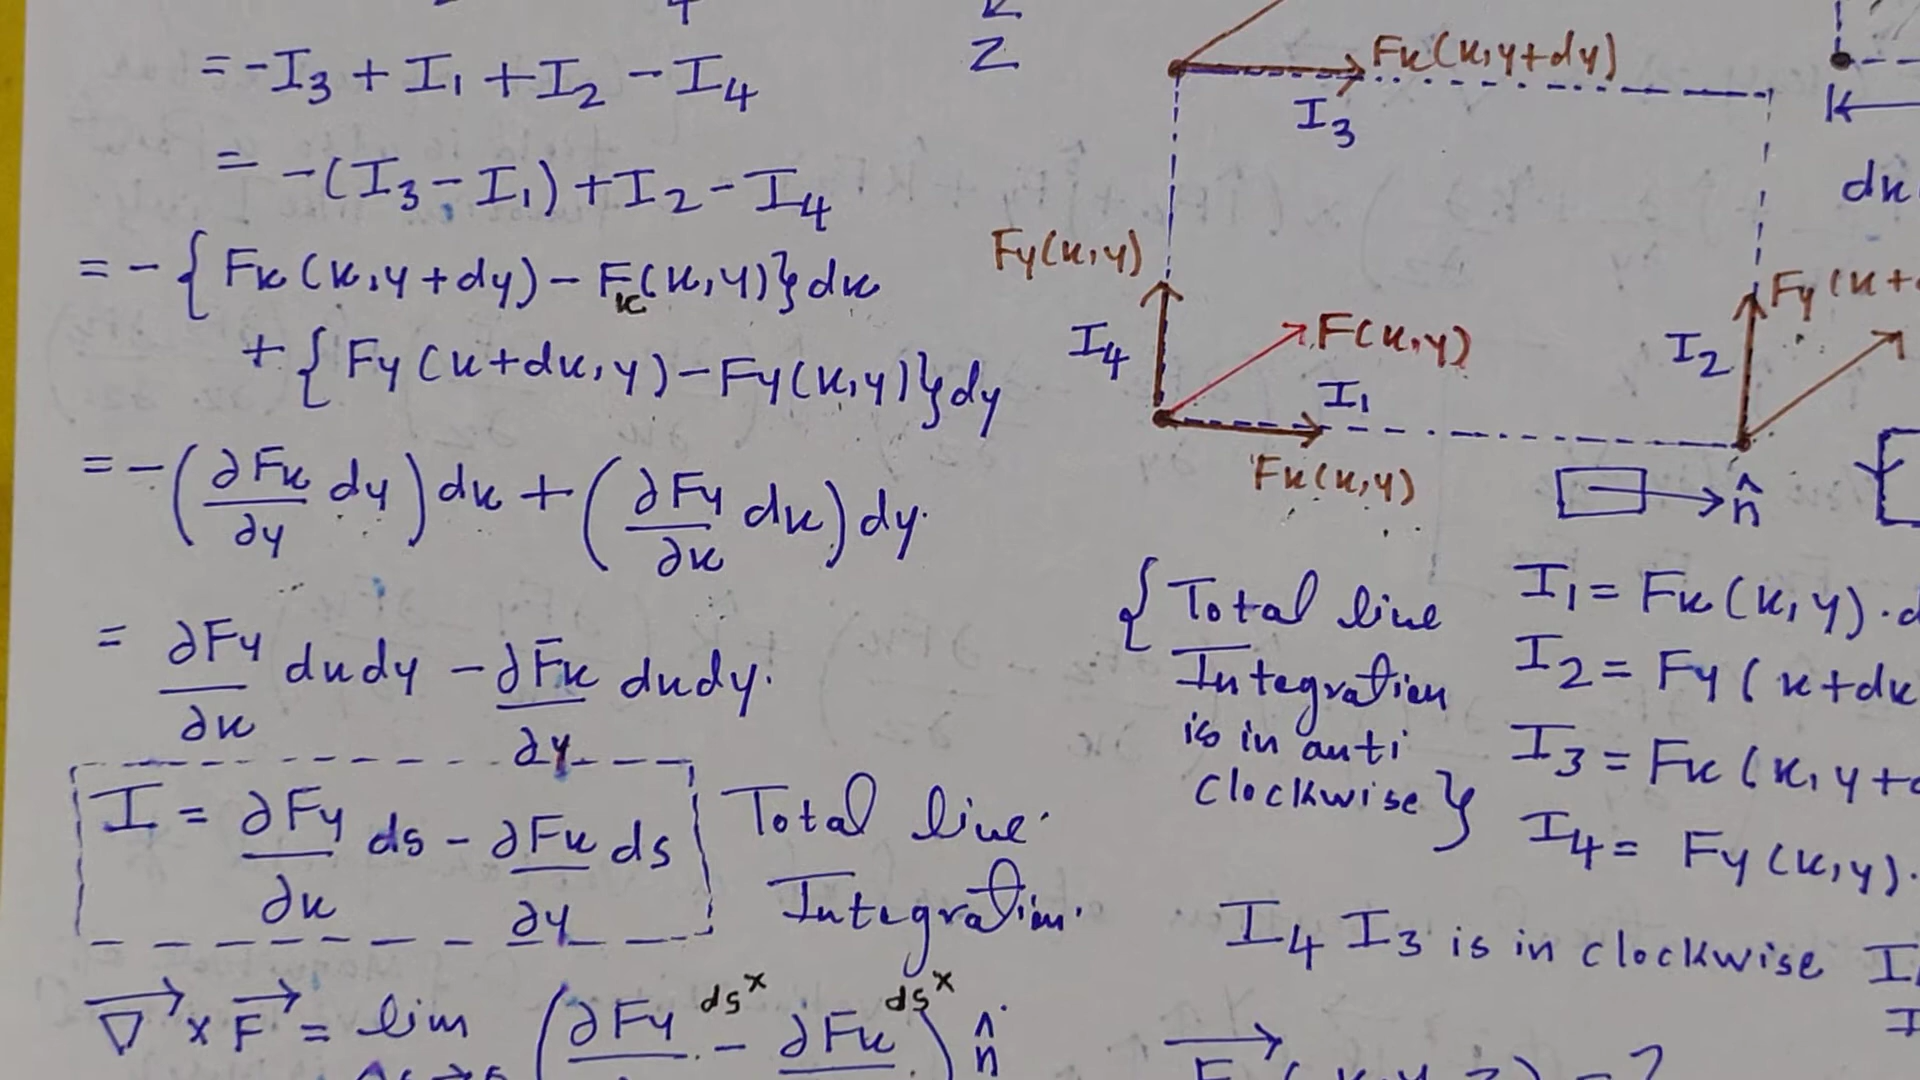 = -I₃ + I₁ + I₂ - I₄
= -(I₃ - I₁) + I₂ - I₄
= - { Fx (x, y + dy) - Fx (x, y) } dx
+ { Fy (x + dx, y) - Fy (x, y) } dy
= - (∂Fx/∂y dy) dx + (∂Fy/∂x dx) dy.
= ∂Fy/∂x dxdy - ∂Fx/∂y dxdy.
I = ∂Fy/∂x ds - ∂Fx/∂y ds
Total line
Integration.
∇ × F = lim (∂Fy ds^x - ∂Fx ds^x) n̂
Z
Fx(x, y+dy)
I₃
Fy(x, y)
I₄
F(x, y)
I₁
Fx(x, y)
I₂
Fy (x+
n̂
dx
{ Total line
Integration
is in anti
clockwise }
I₁ = Fx (x, y) . d
I₂ = Fy ( x+dx
I₃ = Fx (x, y+
I₄ = Fy (x, y).
I₄ I₃ is in clockwise